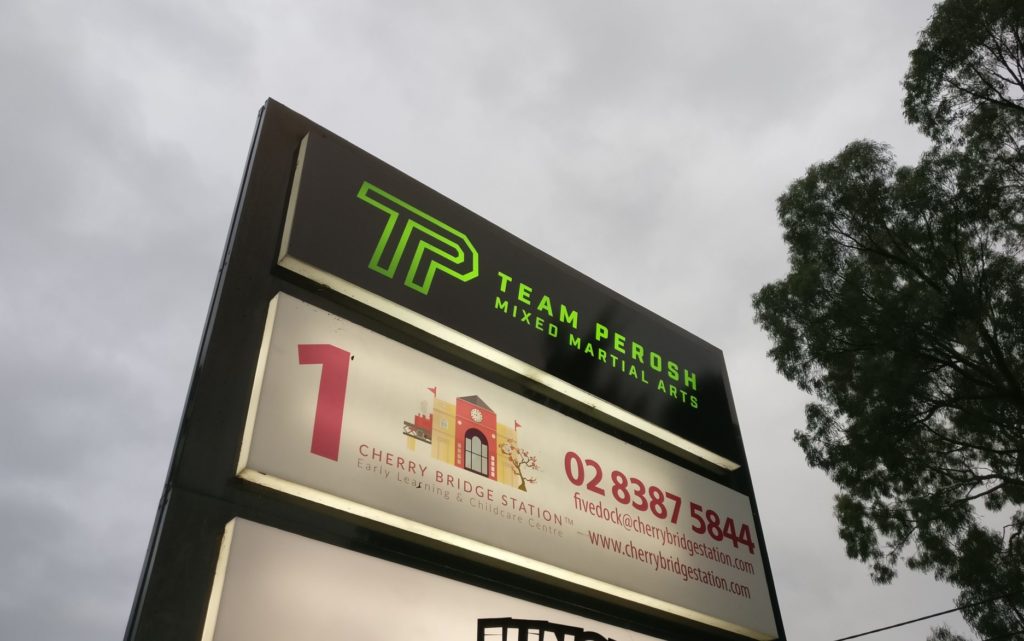 TP
TEAM PEROSH
MIXED MARTIAL ARTS
1
CHERRY BRIDGE STATION™
Early Learning & Childcare Centre
02 8387 5844
fivedock@cherrybridgestation.com
www.cherrybridgestation.com